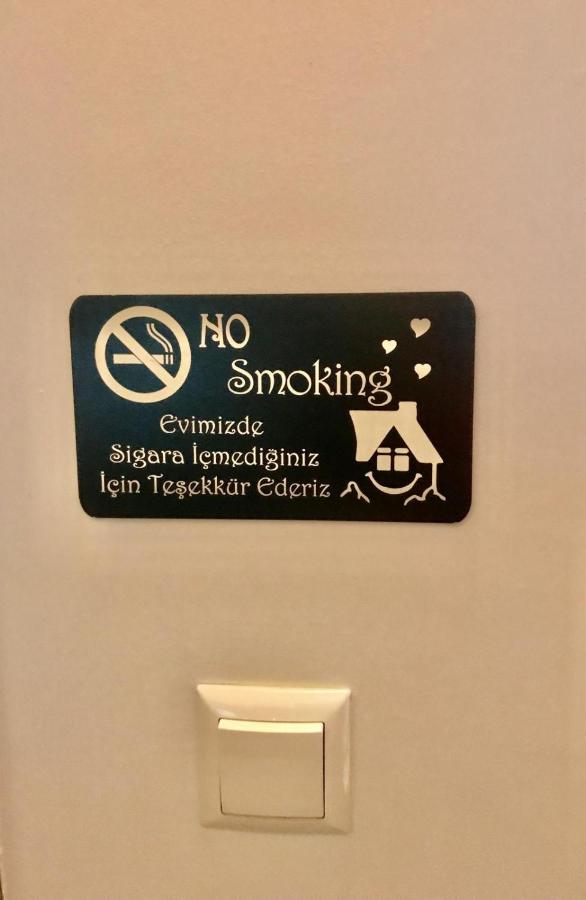 NO
Smoking
Evimizde
Sigara İçmediğiniz
İçin Teşekkür Ederiz